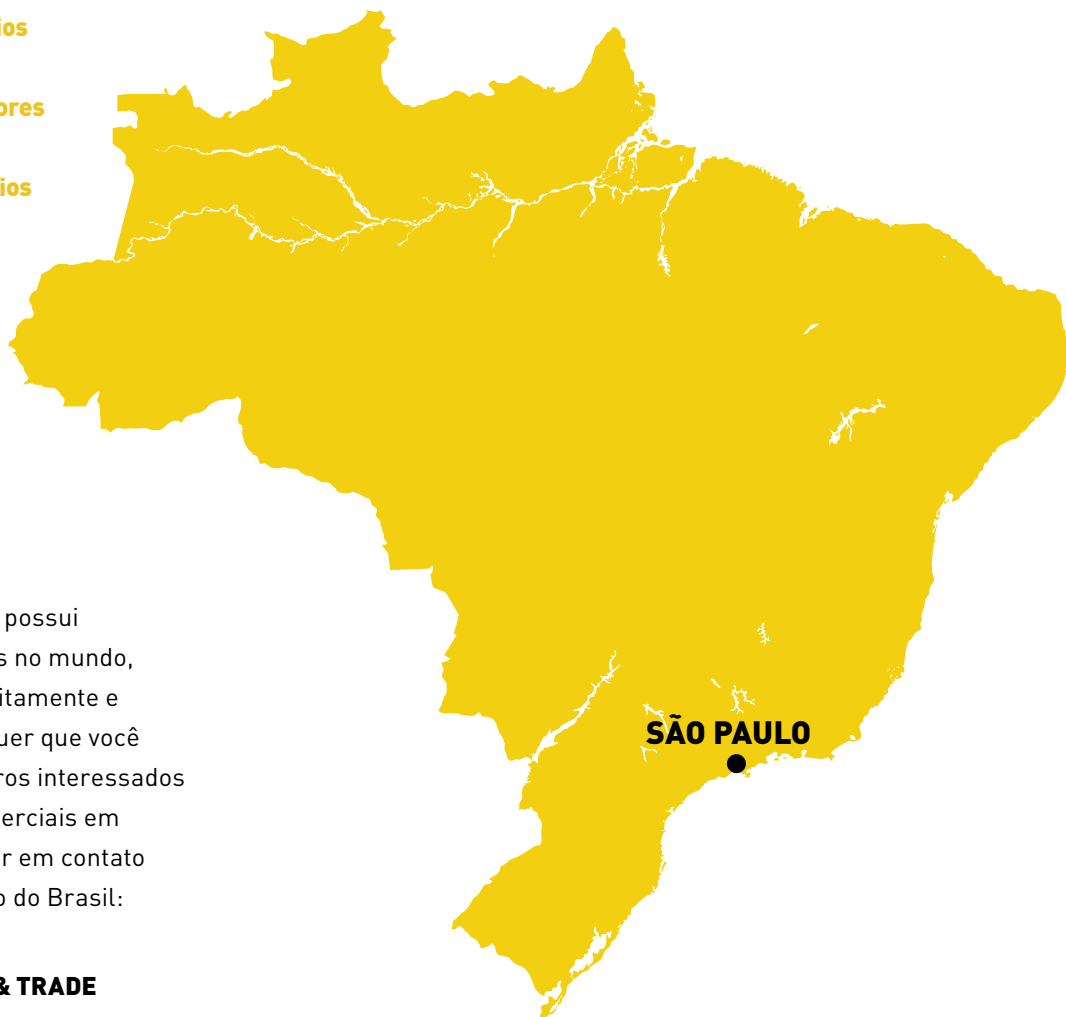 ios
ores
ios
possui
s no mundo,
itamente e
uer que você
ros interessados
erciais em
r em contato
o do Brasil:
SÃO PAULO
& TRADE